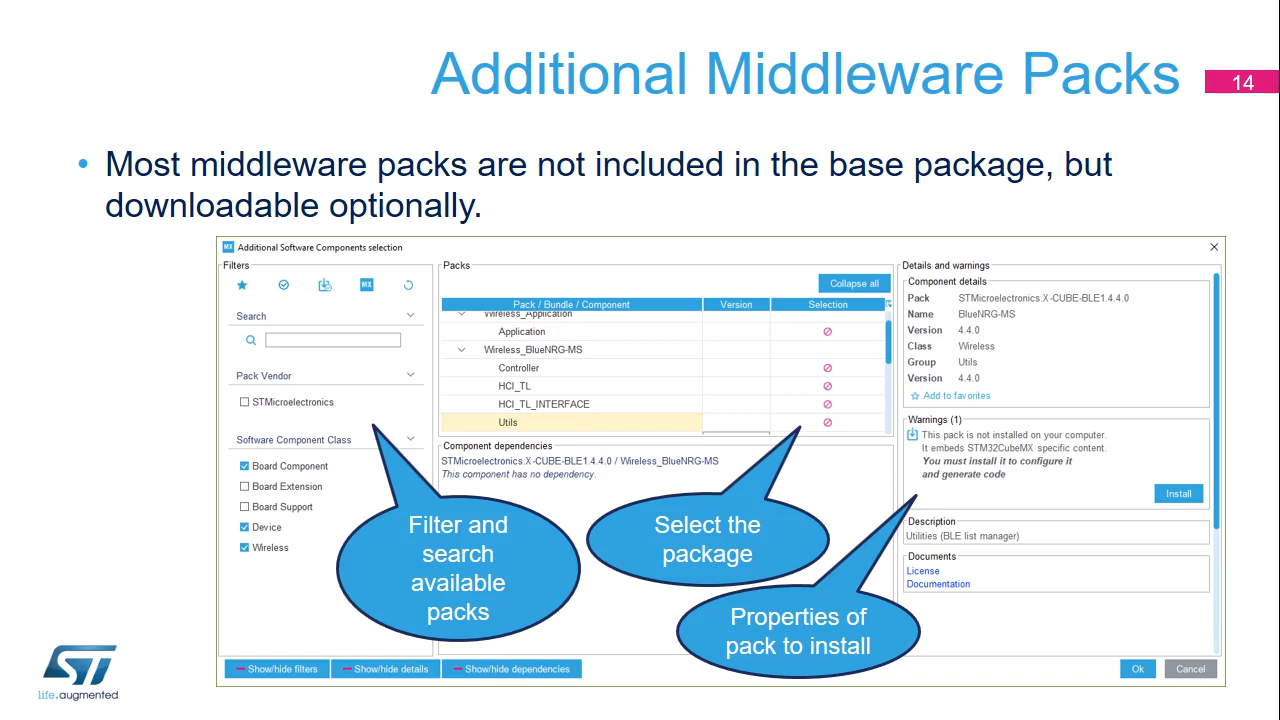 Additional Middleware Packs
14
• Most middleware packs are not included in the base package, but
downloadable optionally.
MX Additional Software Components selection
Filters
MX
Search
Pack Vendor
STMicroelectronics
Software Component Class
Board Component
Board Extension
Board Support
Device
Wireless
Packs
Collapse all
Pack / Bundle / Component Version Selection
Wireless_Application
Application
Wireless_BlueNRG-MS
Controller
HCI_TL
HCI_TL_INTERFACE
Utils
Component dependencies
STMicroelectronics.X-CUBE-BLE1.4.4.0 / Wireless_BlueNRG-MS
This component has no dependency.
Details and warnings
Component details
Pack STMicroelectronics.X-CUBE-BLE1.4.4.0
Name BlueNRG-MS
Version 4.4.0
Class Wireless
Group Utils
Version 4.4.0
Add to favorites
Warnings (1)
This pack is not installed on your computer.
It embeds STM32CubeMX specific content.
You must install it to configure it
and generate code
Install
Description
Utilities (BLE list manager)
Documents
License
Documentation
Filter and
search
available
packs
Select the
package
Properties of
pack to install
Show/hide filters
Show/hide details
Show/hide dependencies
Ok
Cancel
ST
life.augmented